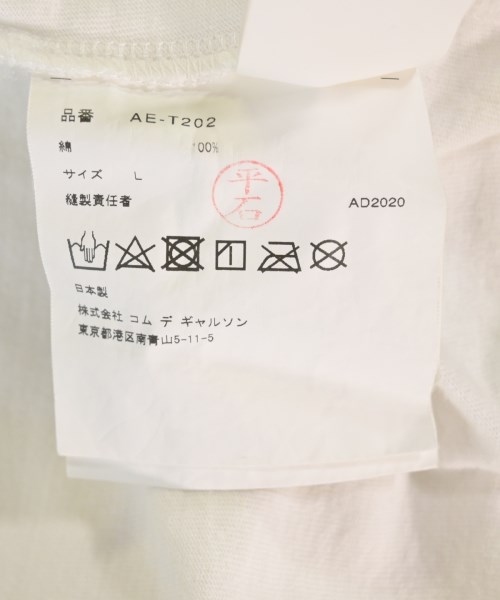 品番 AE-T202
綿 100%
サイズ L
縫製責任者
平石
AD2020
日本製
株式会社 コム デ ギャルソン
東京都港区南青山5-11-5